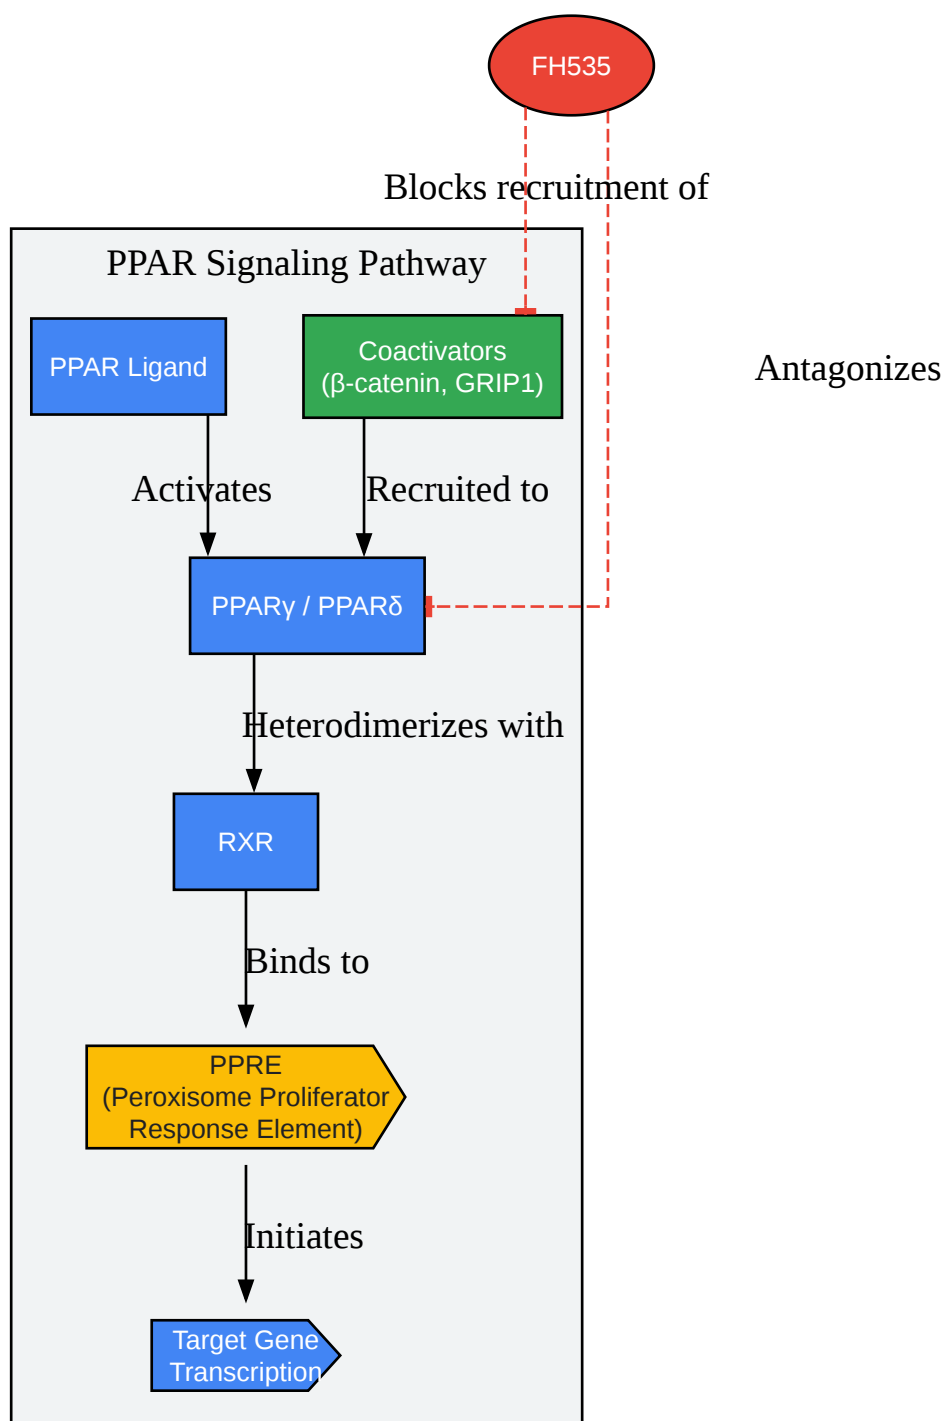 FH535
Blocks recruitment of
PPAR Signaling Pathway
PPAR Ligand
Coactivators
(β-catenin, GRIP1)
Antagonizes
Activates
Recruited to
PPARγ / PPARδ
Heterodimerizes with
RXR
Binds to
PPRE
(Peroxisome Proliferator
Response Element)
Initiates
Target Gene
Transcription